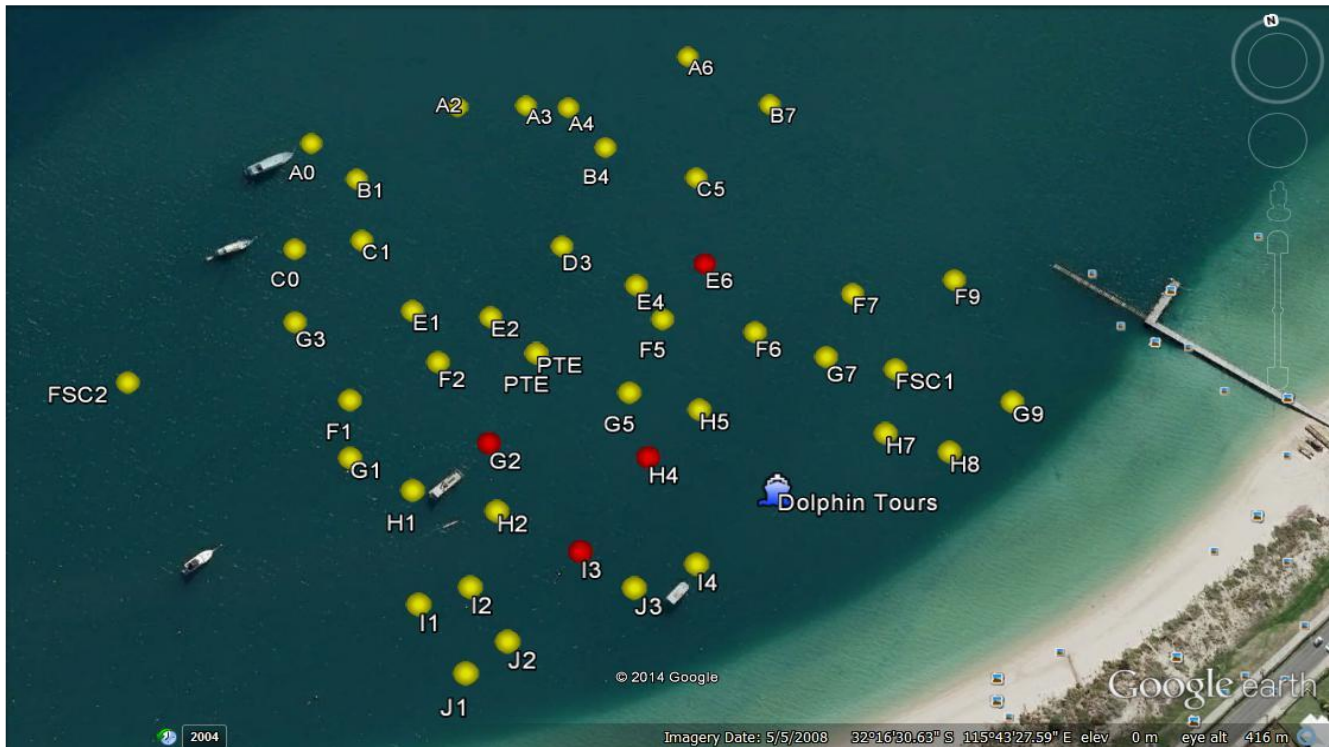 N
A6
A2
A3
A4
B7
A0
B4
B1
C5
C1
C0
D3
E6
E4
F7
F9
G3
E1
E2
F5
F6
PTE
F2
PTE
G7
FSC1
FSC2
F1
G5
H5
G9
G1
G2
H4
H7
H8
H1
H2
Dolphin Tours
I3
I4
I2
J3
I1
J2
J1
© 2014 Google
Google earth
2004
Imagery Date: 5/5/2008 32°16'30.63" S 115°43'27.59" E elev 0 m eye alt 416 m